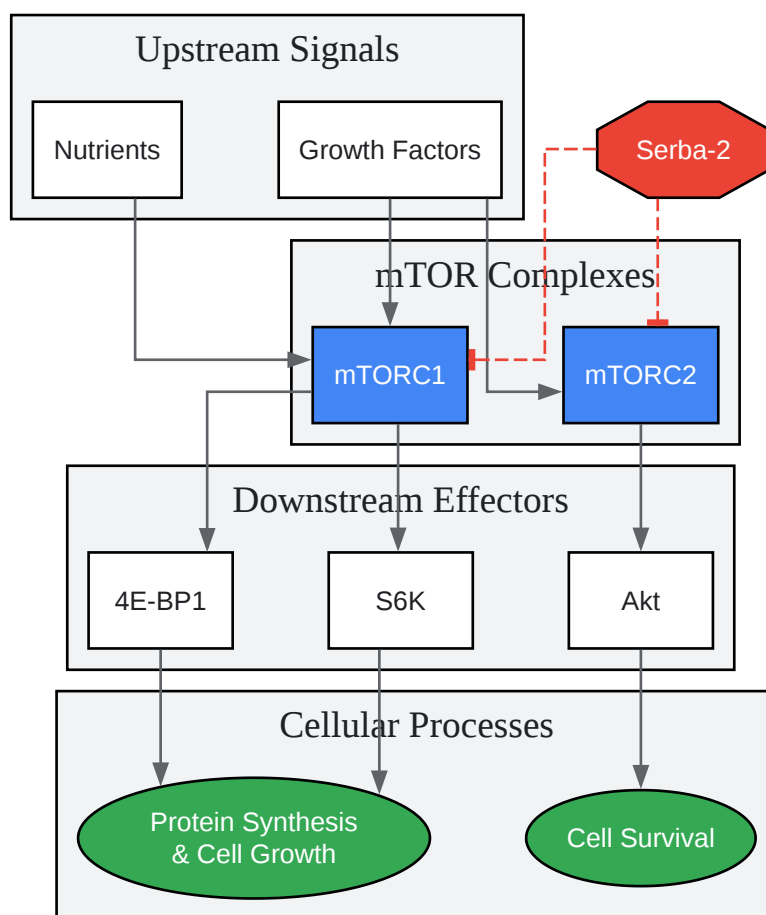 Upstream Signals
Nutrients
Growth Factors
Serba-2
mTOR Complexes
mTORC1
mTORC2
Downstream Effectors
4E-BP1
S6K
Akt
Cellular Processes
Protein Synthesis
& Cell Growth
Cell Survival